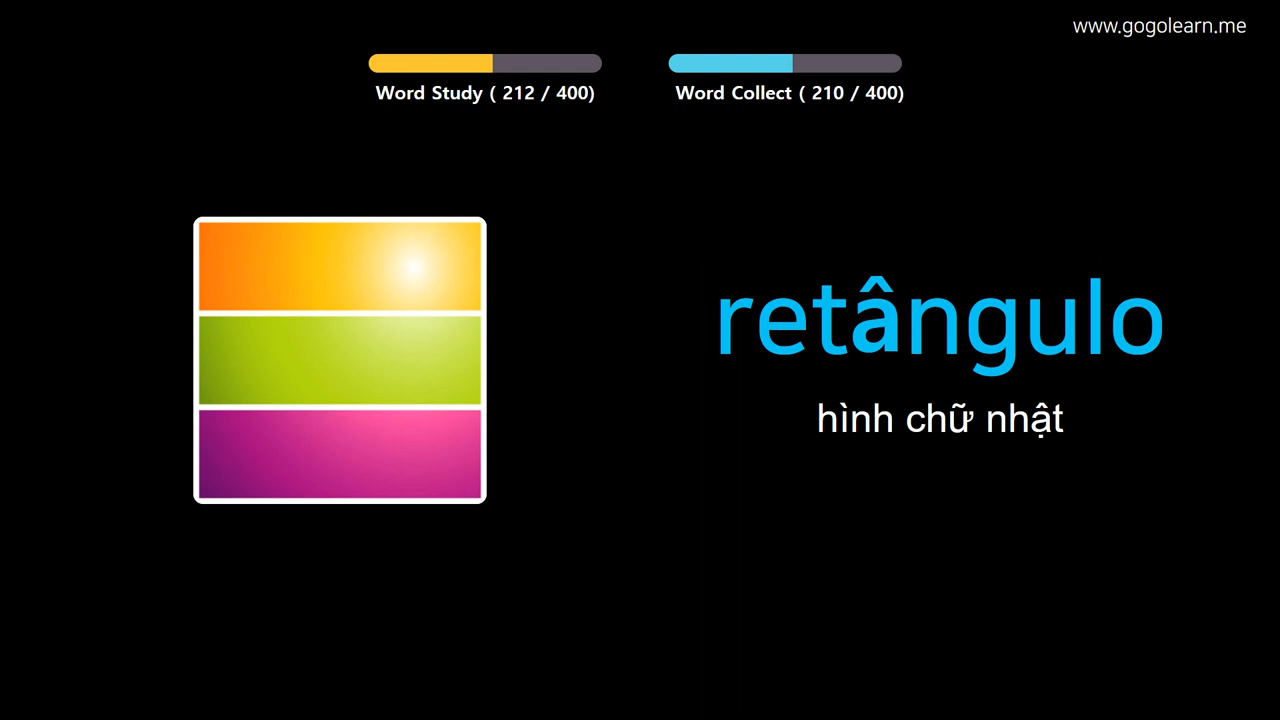 www.gogolearn.me
Word Study ( 212 / 400)
Word Collect ( 210 / 400)
retângulo
hình chữ nhật